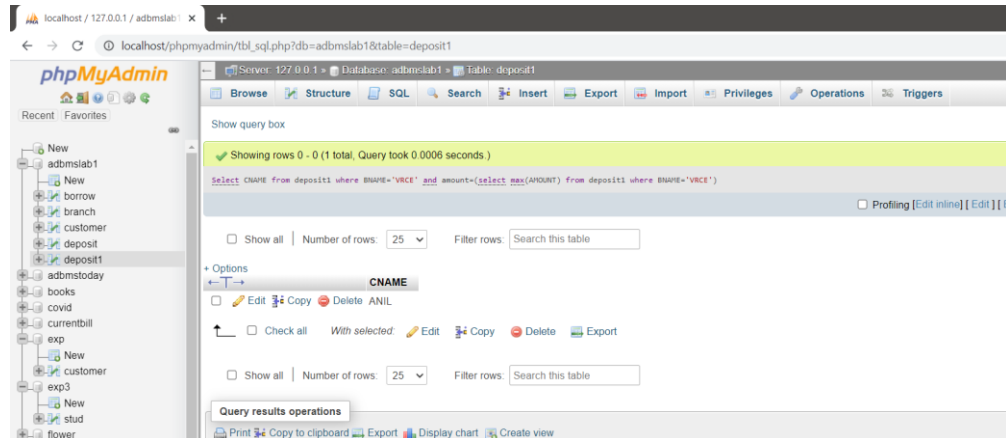 localhost / 127.0.0.1 / adbmslab1
localhost/phpmyadmin/tbl_sql.php?db=adbmslab1&table=deposit1
phpMyAdmin
Recent Favorites
New
adbmslab1
New
borrow
branch
customer
deposit
deposit1
adbmstoday
books
covid
currentbill
exp
New
customer
exp3
New
stud
flower
Server: 127.0.0.1 » Database: adbmslab1 » Table: deposit1
Browse Structure SQL Search Insert Export Import Privileges Operations Triggers
Show query box
Showing rows 0 - 0 (1 total, Query took 0.0006 seconds.)
Select CNAME from deposit1 where BNAME='VRCE' and amount=(select max(AMOUNT) from deposit1 where BNAME='VRCE')
Profiling [Edit inline] [ Edit ] [
Show all | Number of rows: 25 Filter rows: Search this table
+ Options
←T→ CNAME
Edit Copy Delete ANIL
Check all With selected: Edit Copy Delete Export
Show all | Number of rows: 25 Filter rows: Search this table
Query results operations
Print Copy to clipboard Export Display chart Create view